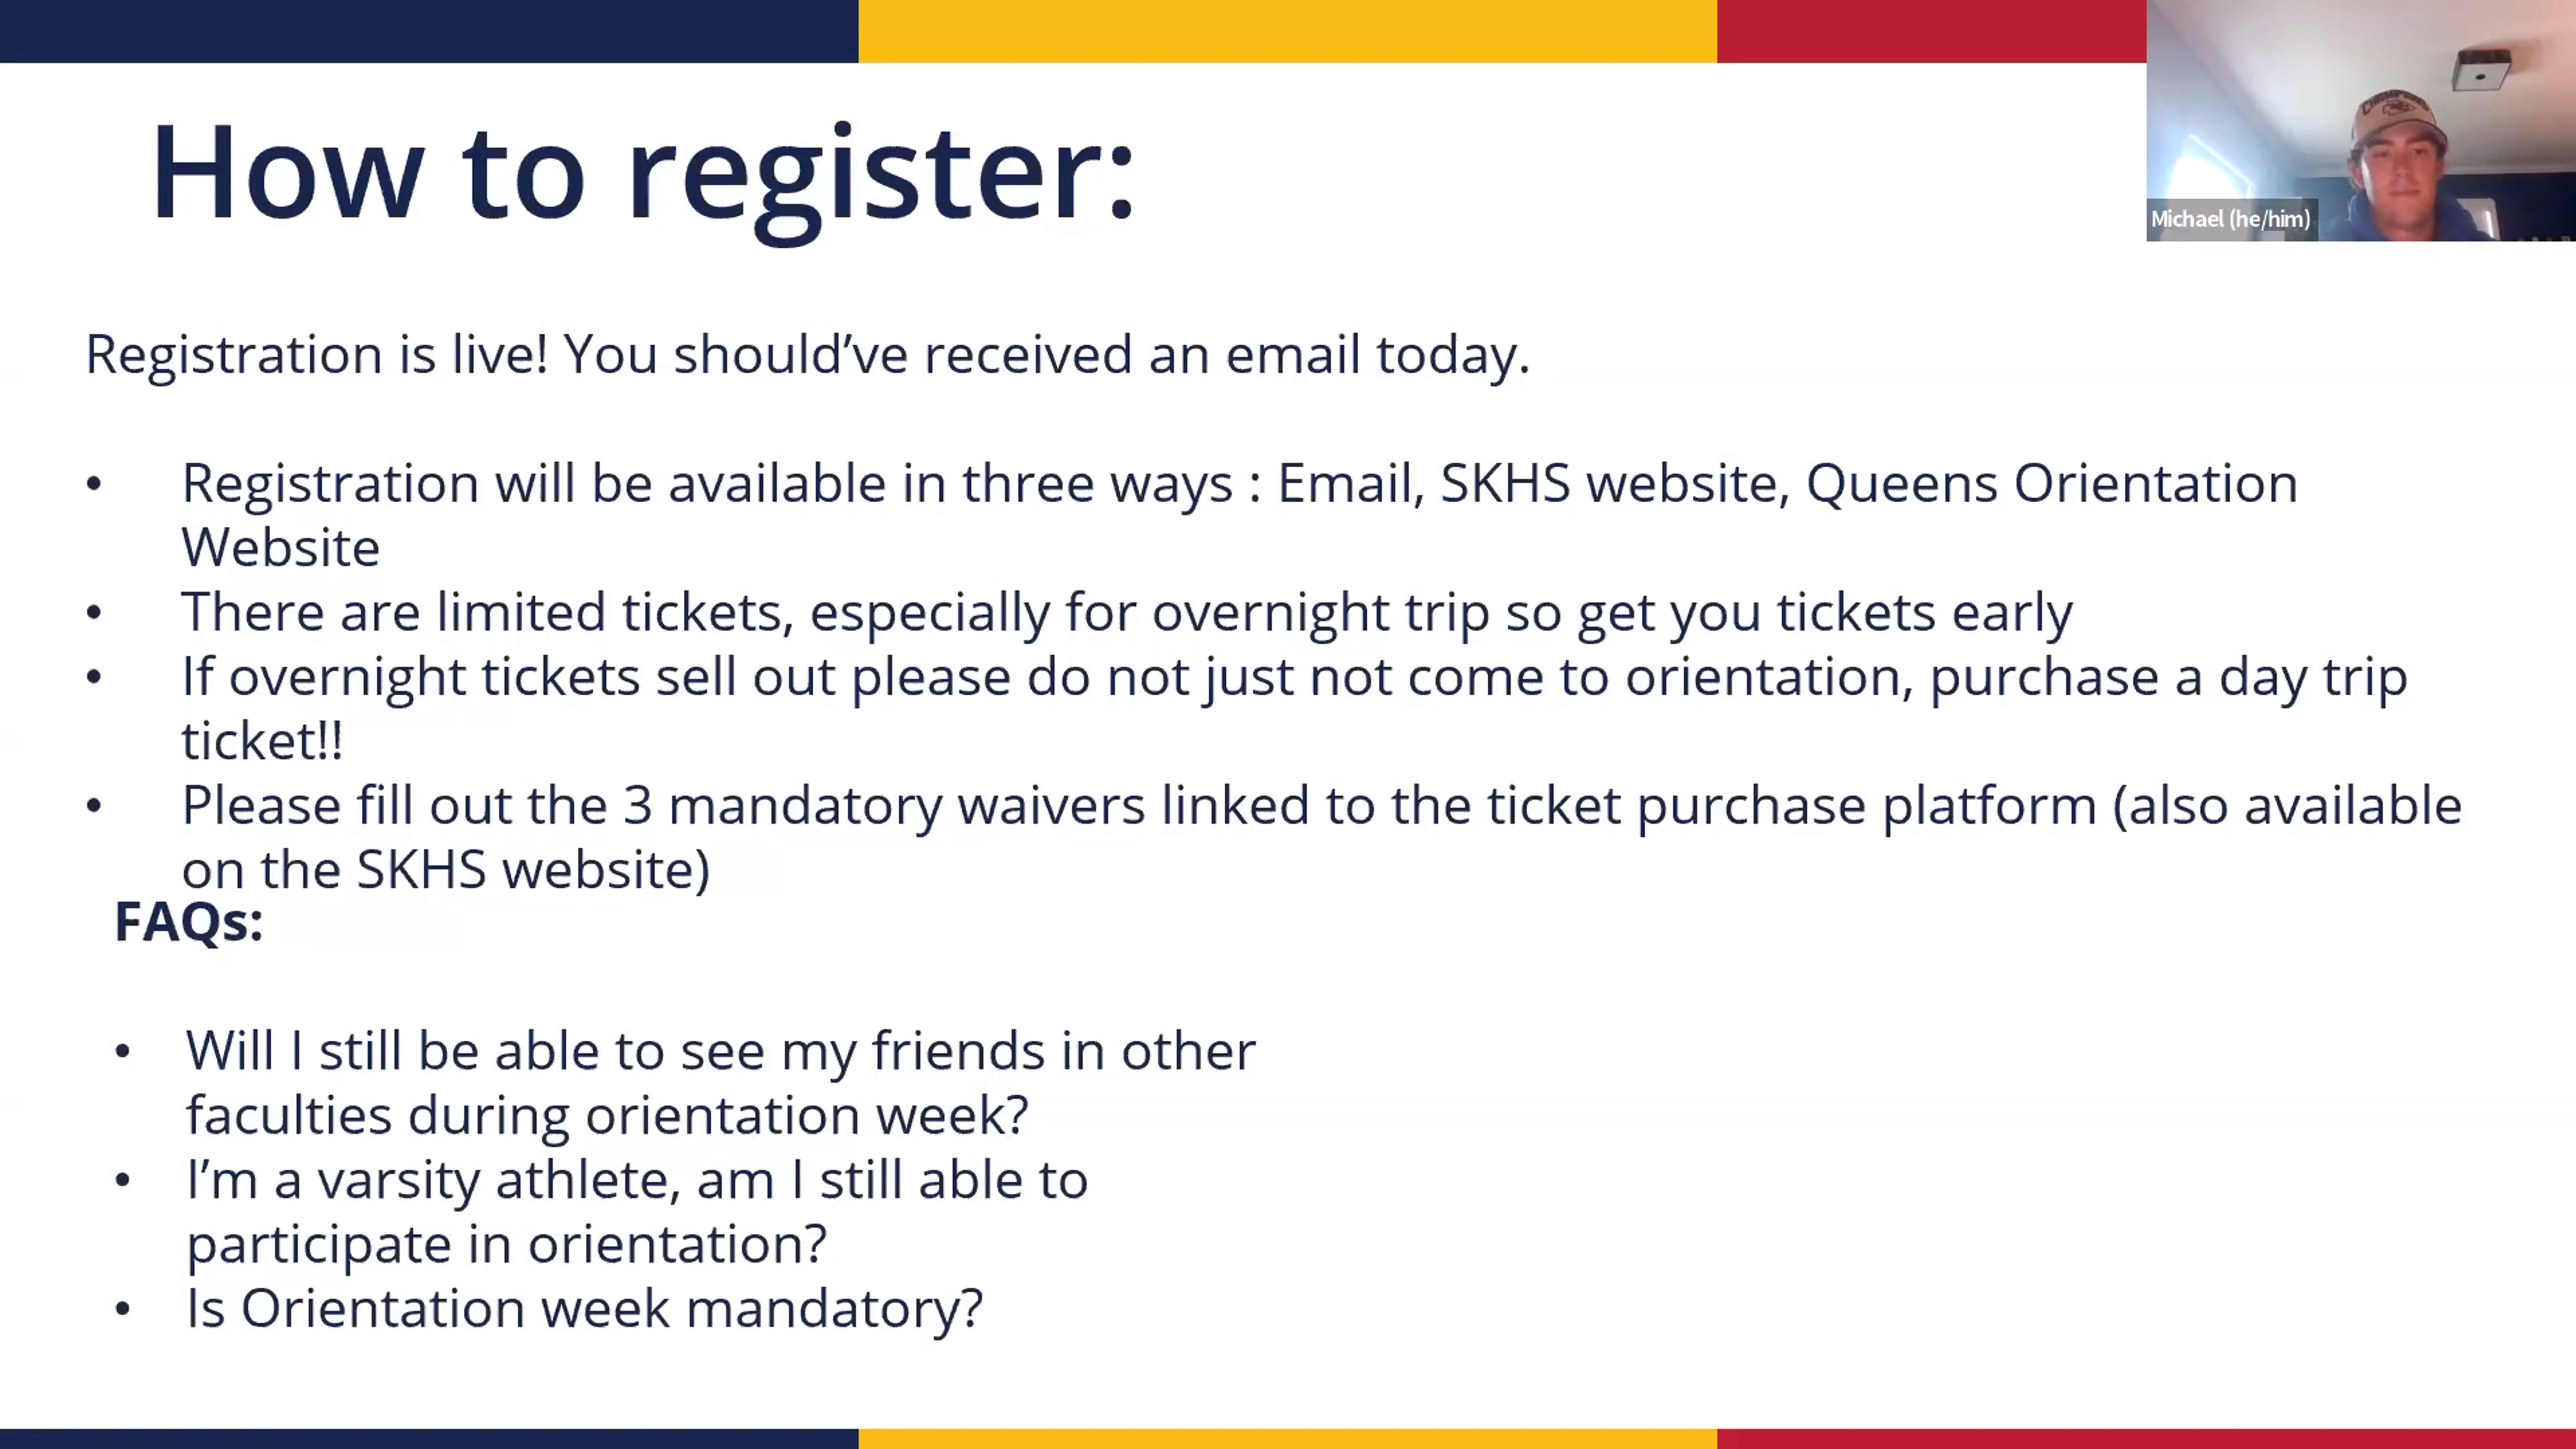 How to register:
Michael (he/him)
Registration is live! You should’ve received an email today.
• Registration will be available in three ways : Email, SKHS website, Queens Orientation
Website
• There are limited tickets, especially for overnight trip so get you tickets early
• If overnight tickets sell out please do not just not come to orientation, purchase a day trip
ticket!!
• Please fill out the 3 mandatory waivers linked to the ticket purchase platform (also available
on the SKHS website)
FAQs:
• Will I still be able to see my friends in other
faculties during orientation week?
• I’m a varsity athlete, am I still able to
participate in orientation?
• Is Orientation week mandatory?